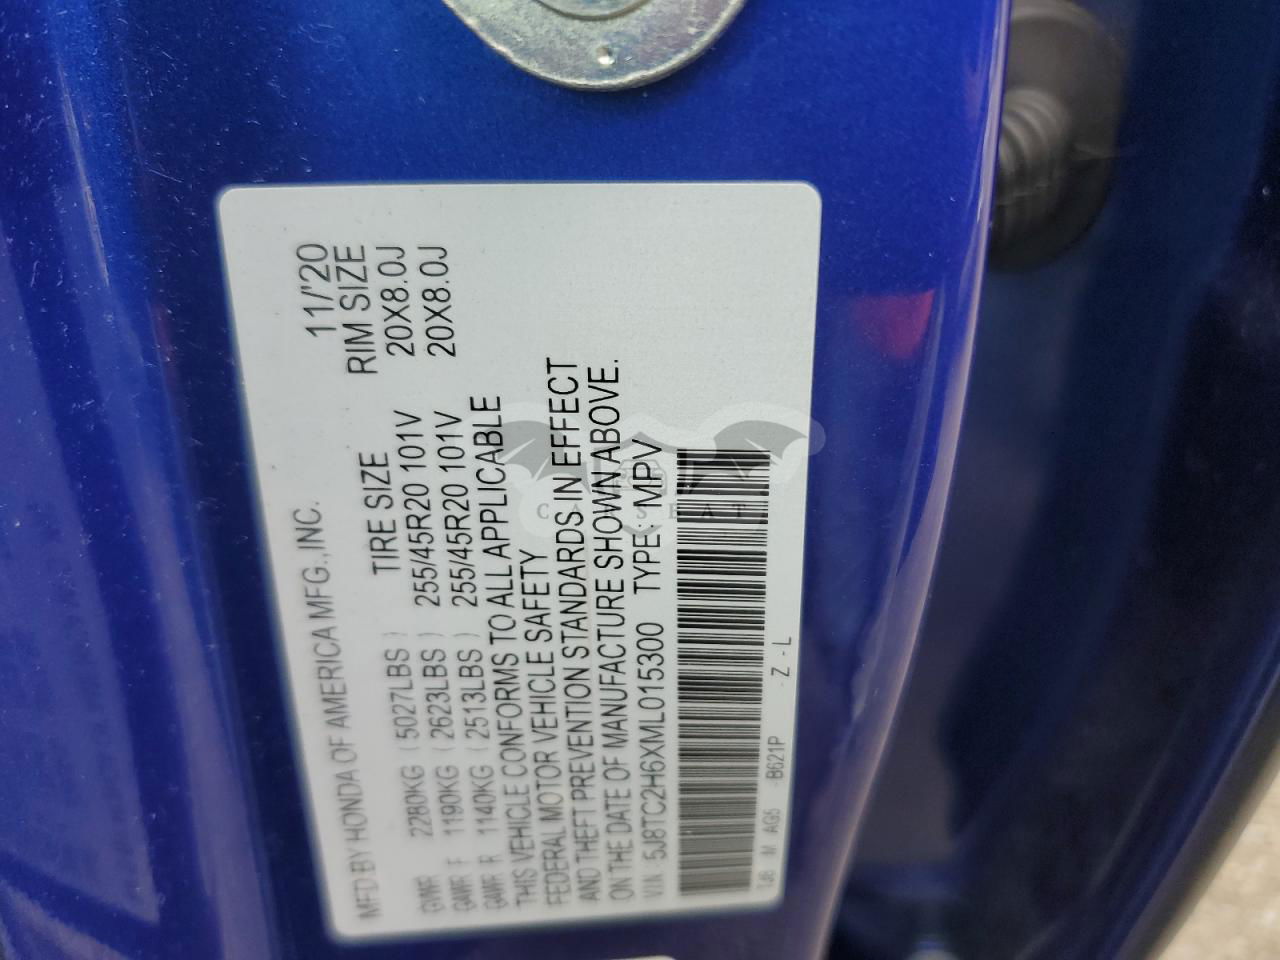 MFD BY HONDA OF AMERICA MFG.,INC. 11/'20
TIRE SIZE RIM SIZE
GVWR 2280KG (5027LBS)
GAWR F 1190KG (2623LBS) 255/45R20 101V 20X8.0J
GAWR R 1140KG (2513LBS) 255/45R20 101V 20X8.0J
THIS VEHICLE CONFORMS TO ALL APPLICABLE
FEDERAL MOTOR VEHICLE SAFETY
AND THEFT PREVENTION STANDARDS IN EFFECT
ON THE DATE OF MANUFACTURE SHOWN ABOVE.
VIN: 5J8TC2H6XML015300 TYPE: MPV
TJB -M AG5 -B621P - Z - L
CARSBAT